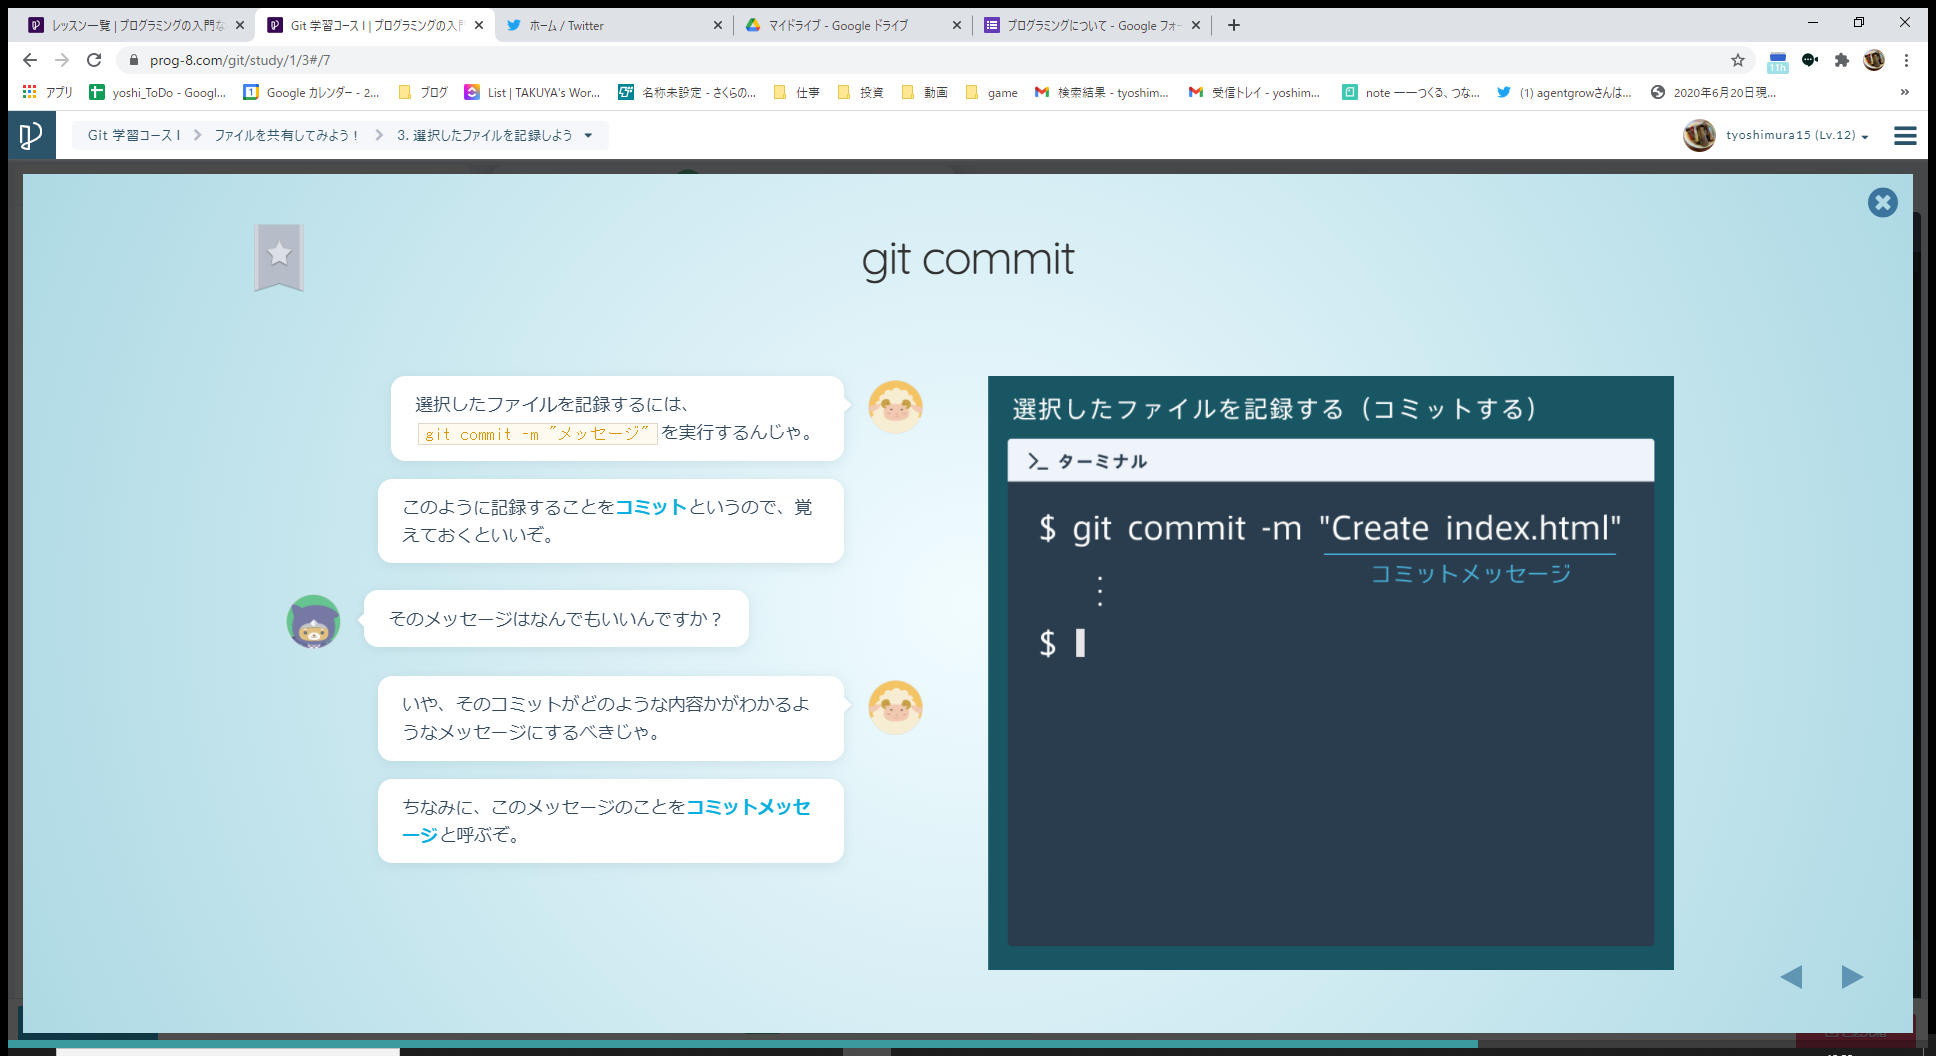 レッスン一覧 | プログラミングの入門な
Git 学習コース I | プログラミングの入門
ホーム / Twitter
マイドライブ - Google ドライブ
プログラミングについて - Google フォー
prog-8.com/git/study/1/3#/7
11h
アプリ
yoshi_ToDo - Googl...
Google カレンダー - 2...
ブログ
List | TAKUYA's Wor...
名称未設定 - さくらの...
仕事
投資
動画
game
検索結果 - tyoshim...
受信トレイ - yoshim...
note ーーつくる、つな...
(1) agentgrowさんは...
2020年6月20日現...
»
Git 学習コース I
ファイルを共有してみよう！
3. 選択したファイルを記録しよう
tyoshimura15 (Lv.12)
git commit
選択したファイルを記録するには、
git commit -m "メッセージ" を実行するんじゃ。
このように記録することをコミットというので、覚
えておくといいぞ。
そのメッセージはなんでもいいんですか？
いや、そのコミットがどのような内容かがわかるよ
うなメッセージにするべきじゃ。
ちなみに、このメッセージのことをコミットメッセ
ージと呼ぶぞ。
選択したファイルを記録する（コミットする）
>_ ターミナル
$ git commit -m "Create index.html"
コミットメッセージ
$